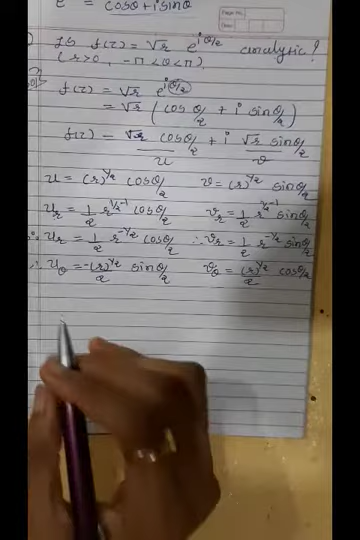 e = cosθ + i sinθ
Is f(z) = √r e^{iθ/2} analytic?
(r>0, -π<θ<π).
f(z) = √r e^{iθ/2}
= √r (cos θ/2 + i sin θ/2)
f(z) = √r cos θ/2 + i √r sin θ/2
u v
u = (r)^{1/2} cos θ/2 v = (r)^{1/2} sin θ/2
u_r = 1/2 r^{1/2-1} cos θ/2 v_r = 1/2 r^{1/2-1} sin θ/2
∴ u_r = 1/2 r^{-1/2} cos θ/2 ∴ v_r = 1/2 r^{-1/2} sin θ/2
∴ u_θ = -(r)^{1/2}/2 sin θ/2 v_θ = (r)^{1/2}/2 cos θ/2